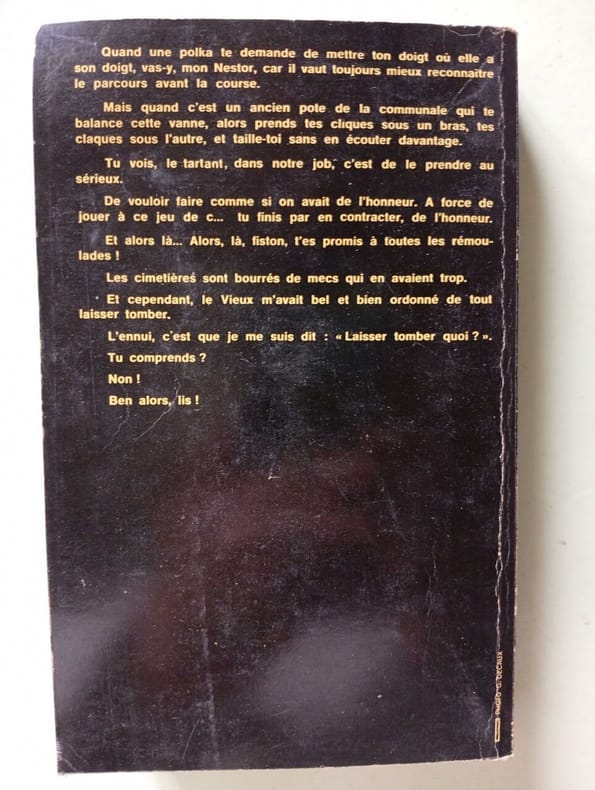 Quand une polka te demande de mettre ton doigt où elle a
son doigt, vas-y, mon Nestor, car il vaut toujours mieux reconnaître
le parcours avant la course.
Mais quand c'est un ancien pote de la communale qui te
balance cette vanne, alors prends tes cliques sous un bras, tes
claques sous l'autre, et taille-toi sans en écouter davantage.
Tu vois, le tartant, dans notre job, c'est de le prendre au
sérieux.
De vouloir faire comme si on avait de l'honneur. A force de
jouer à ce jeu de c... tu finis par en contracter, de l'honneur.
Et alors là... Alors, là, fiston, t'es promis à toutes les rémou-
lades !
Les cimetières sont bourrés de mecs qui en avaient trop.
Et cependant, le Vieux m'avait bel et bien ordonné de tout
laisser tomber.
L'ennui, c'est que je me suis dit : « Laisser tomber quoi ? ».
Tu comprends ?
Non !
Ben alors, lis !
PHOTO G. DECAUX